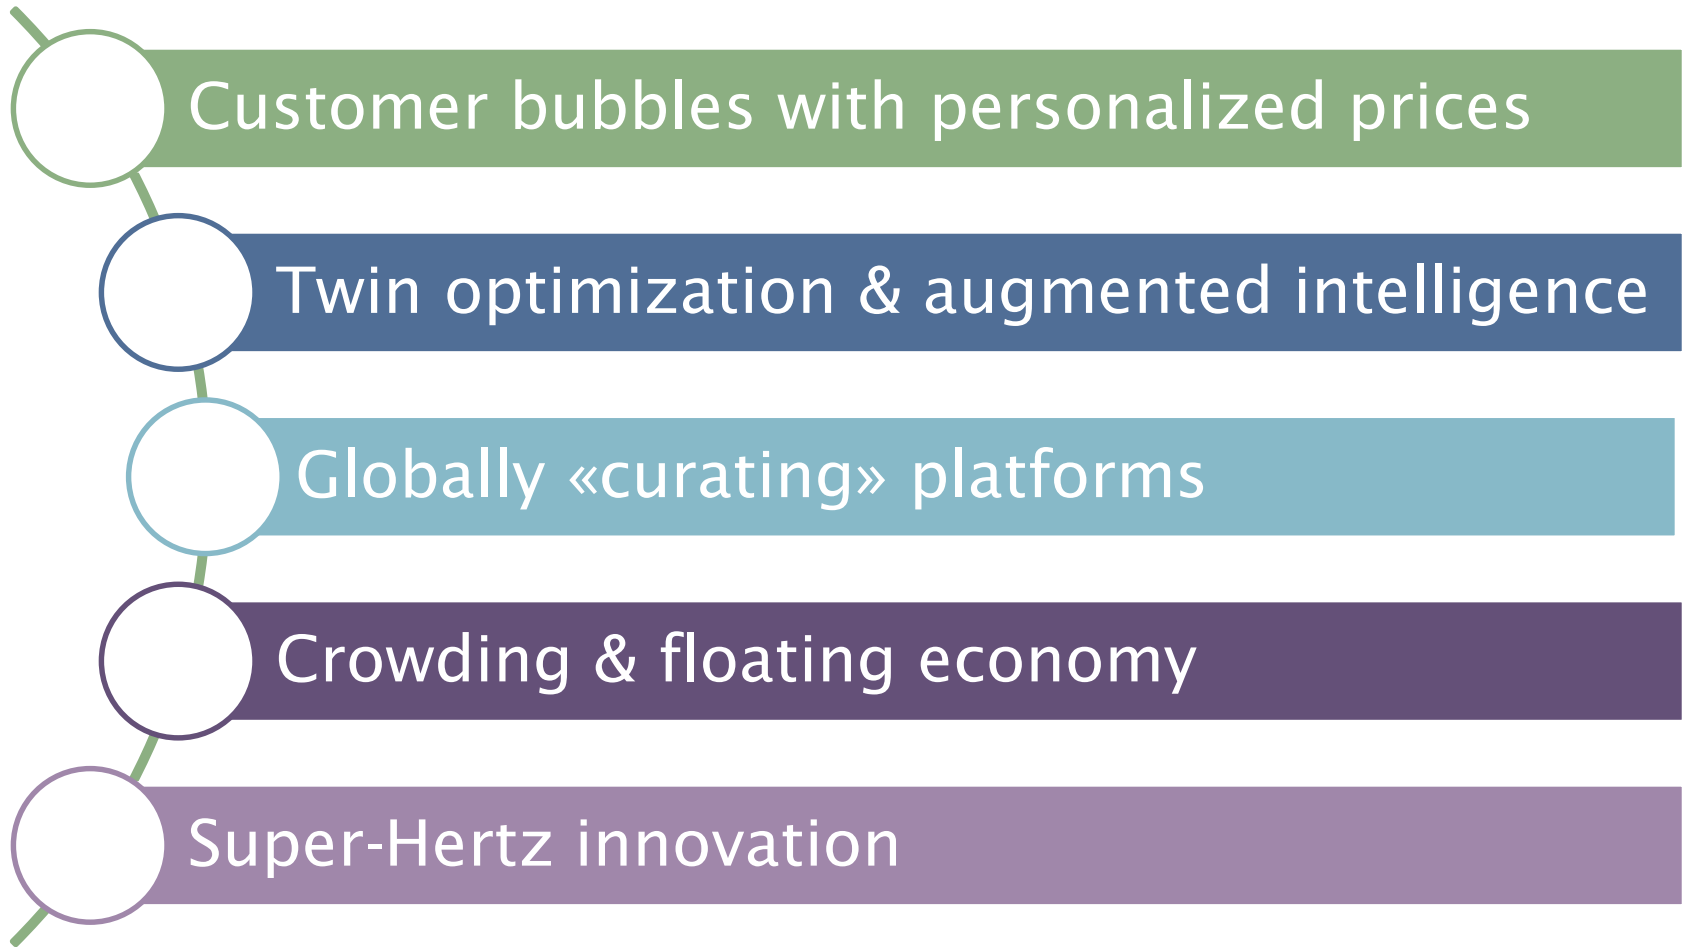 Customer bubbles with personalized prices
Twin optimization & augmented intelligence
Globally «curating» platforms
Crowding & floating economy
Super-Hertz innovation